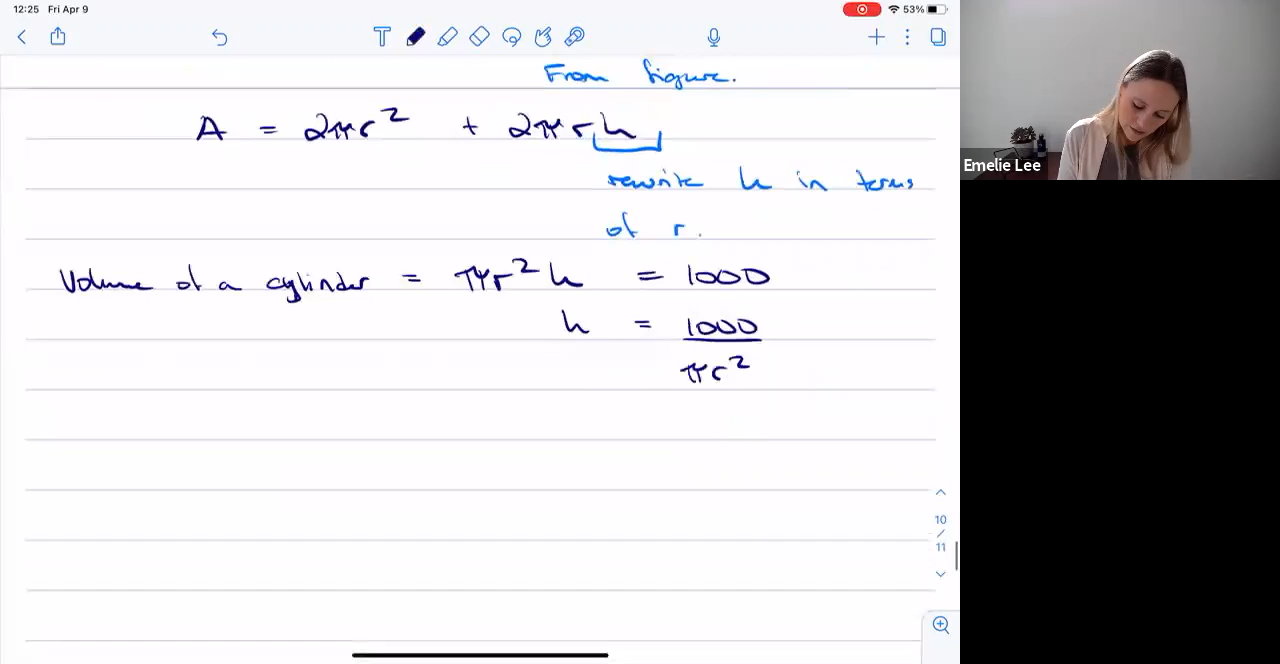 12:25 Fri Apr 9
53%
From figure.
A = 2πr² + 2πrh
rewrite h in terms
of r.
Volume of a cylinder = πr²h = 1000
h = 1000
πr²
10
/
11
Emelie Lee